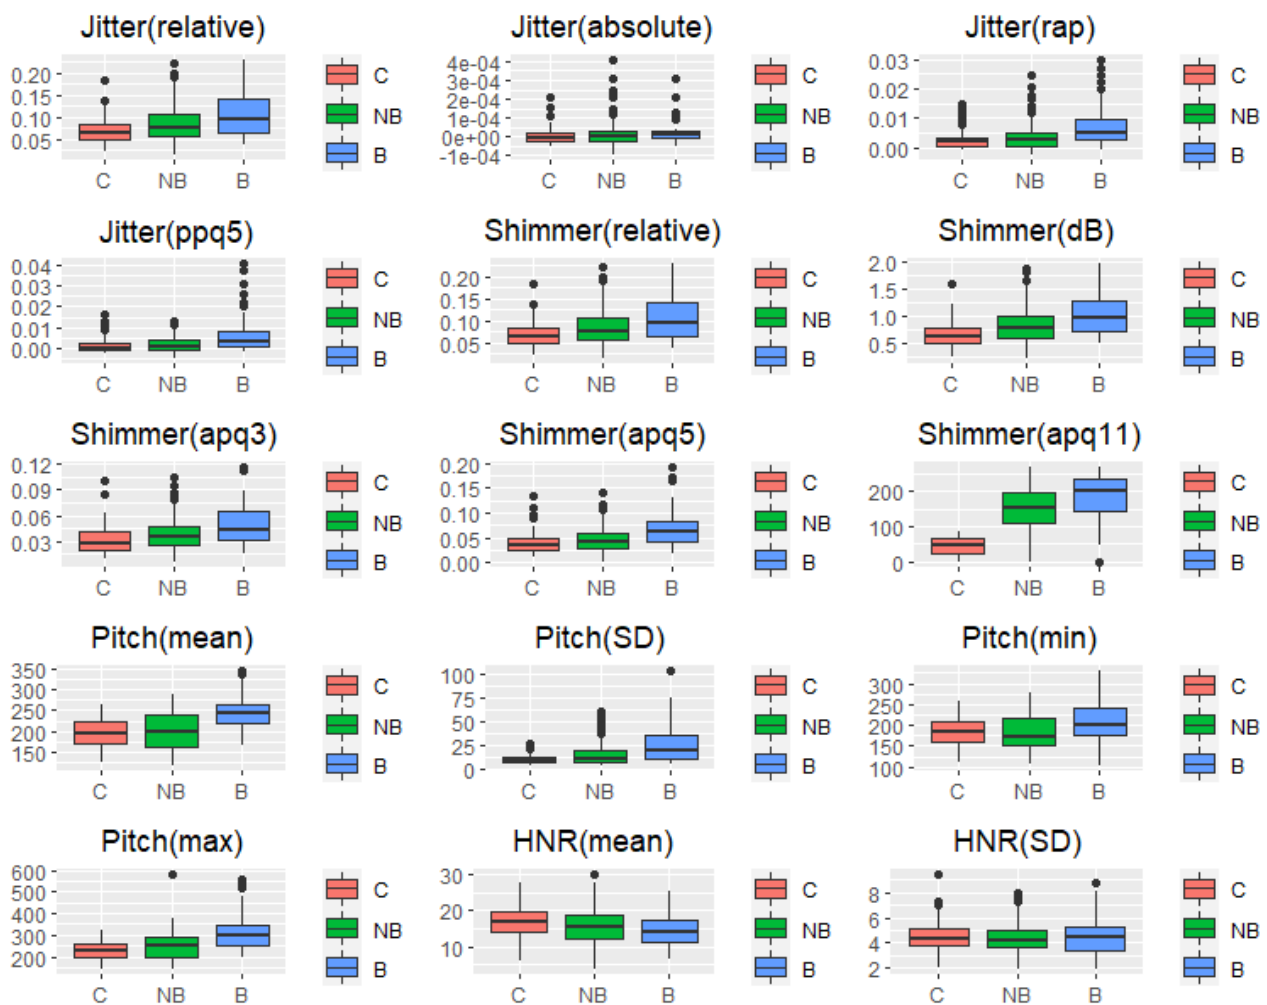 Jitter(relative)
0.20
0.15
0.10
0.05
C NB B
C
NB
B
Jitter(absolute)
4e-04
3e-04
2e-04
1e-04
0e+00
-1e-04
C NB B
C
NB
B
Jitter(rap)
0.03
0.02
0.01
0.00
C NB B
C
NB
B
Jitter(ppq5)
0.04
0.03
0.02
0.01
0.00
C NB B
C
NB
B
Shimmer(relative)
0.20
0.15
0.10
0.05
C NB B
C
NB
B
Shimmer(dB)
2.0
1.5
1.0
0.5
C NB B
C
NB
B
Shimmer(apq3)
0.12
0.09
0.06
0.03
C NB B
C
NB
B
Shimmer(apq5)
0.20
0.15
0.10
0.05
0.00
C NB B
C
NB
B
Shimmer(apq11)
200
100
0
C NB B
C
NB
B
Pitch(mean)
350
300
250
200
150
C NB B
C
NB
B
Pitch(SD)
100
75
50
25
0
C NB B
C
NB
B
Pitch(min)
300
250
200
150
100
C NB B
C
NB
B
Pitch(max)
600
500
400
300
200
C NB B
C
NB
B
HNR(mean)
30
20
10
C NB B
C
NB
B
HNR(SD)
8
6
4
2
C NB B
C
NB
B